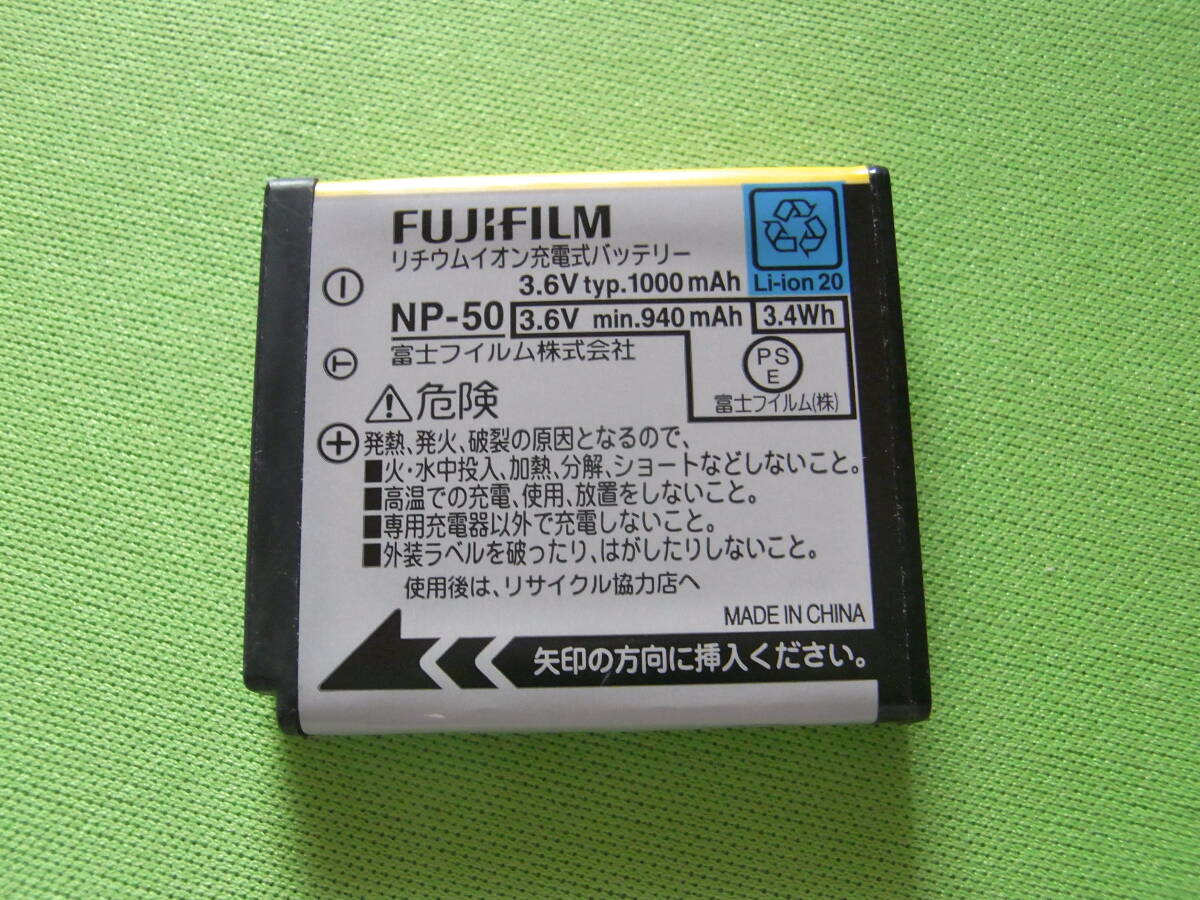 FUJIFILM
リチウムイオン充電式バッテリー
3.6V typ.1000 mAh
Li-ion 20
NP-50
3.6V min.940 mAh
3.4Wh
富士フイルム株式会社
PS
E
富士フイルム(株)
T
危険
発熱、発火、破裂の原因となるので、
■火・水中投入、加熱、分解、ショートなどしないこと。
■高温での充電、使用、放置をしないこと。
■専用充電器以外で充電しないこと。
■外装ラベルを破ったり、はがしたりしないこと。
使用後は、リサイクル協力店へ
MADE IN CHINA
矢印の方向に挿入ください。